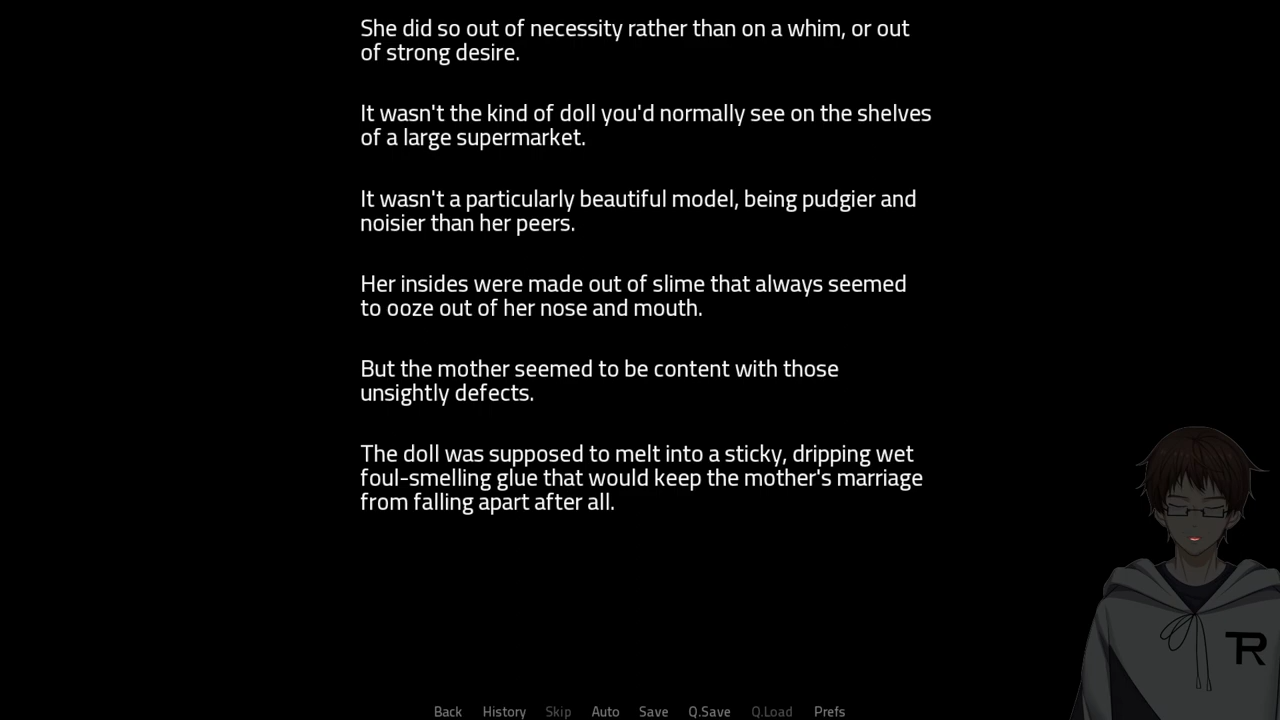 She did so out of necessity rather than on a whim, or out
of strong desire.
It wasn't the kind of doll you'd normally see on the shelves
of a large supermarket.
It wasn't a particularly beautiful model, being pudgier and
noisier than her peers.
Her insides were made out of slime that always seemed
to ooze out of her nose and mouth.
But the mother seemed to be content with those
unsightly defects.
The doll was supposed to melt into a sticky, dripping wet
foul-smelling glue that would keep the mother's marriage
from falling apart after all.
TR
Back History Skip Auto Save Q.Save Q.Load Prefs